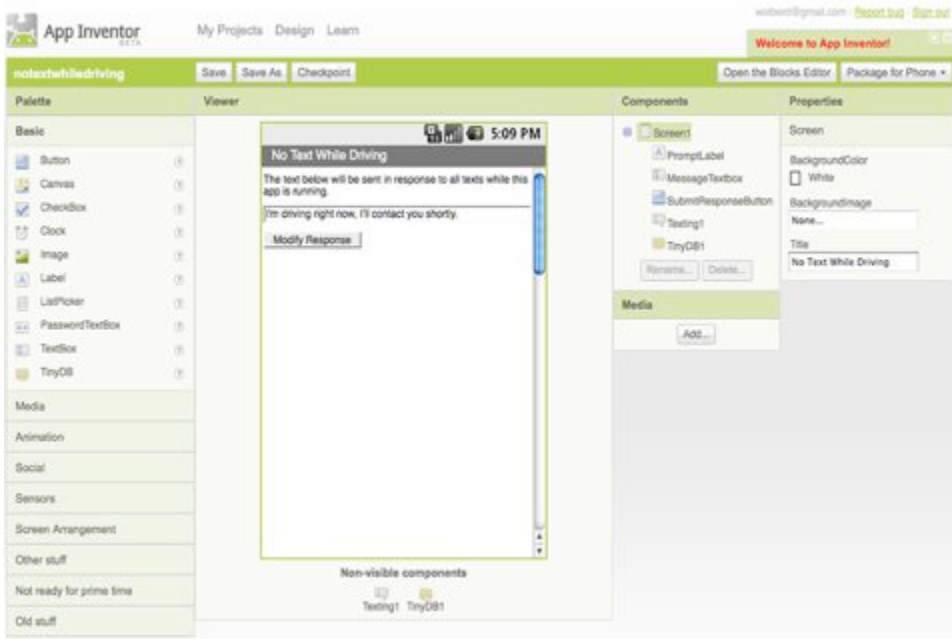 App Inventor
BETA
My Projects Design Learn
Report bug Sign out
Welcome to App Inventor!
notextwhiledriving
Save Save As Checkpoint
Open the Blocks Editor Package for Phone
Palette
Basic
Button
Canvas
CheckBox
Clock
Image
Label
ListPicker
PasswordTextBox
TextBox
TinyDB
Media
Animation
Social
Sensors
Screen Arrangement
Other stuff
Not ready for prime time
Old stuff
Viewer
5:09 PM
No Text While Driving
The text below will be sent in response to all texts while this
app is running.
I'm driving right now, I'll contact you shortly.
Modify Response
Non-visible components
Texting1 TinyDB1
Components
Screen1
PromptLabel
MessageTextbox
SubmitResponseButton
Texting1
TinyDB1
Rename... Delete...
Media
Add...
Properties
Screen
BackgroundColor
White
BackgroundImage
None...
Title
No Text While Driving